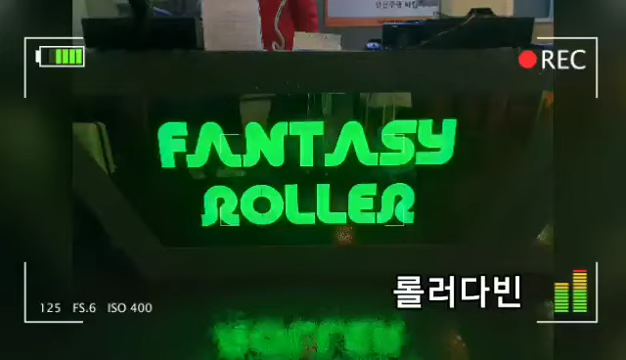 REC
FANTASY
ROLLER
롤러다빈
125 FS.6 ISO 400